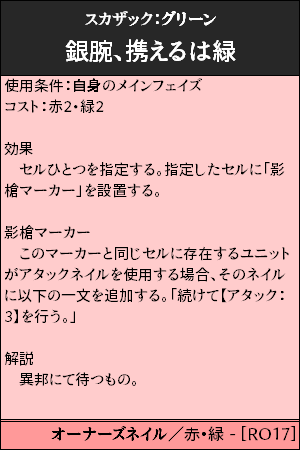 スカザック：グリーン
銀腕、携えるは緑
使用条件：自身のメインフェイズ
コスト：赤2・緑2
効果
　セルひとつを指定する。指定したセルに「影
槍マーカー」を設置する。
影槍マーカー
　このマーカーと同じセルに存在するユニット
がアタックネイルを使用する場合、そのネイル
に以下の一文を追加する。「続けて【アタック：
3】を行う。」
解説
　異邦にて待つもの。
オーナーズネイル／赤・緑 - [RO17]